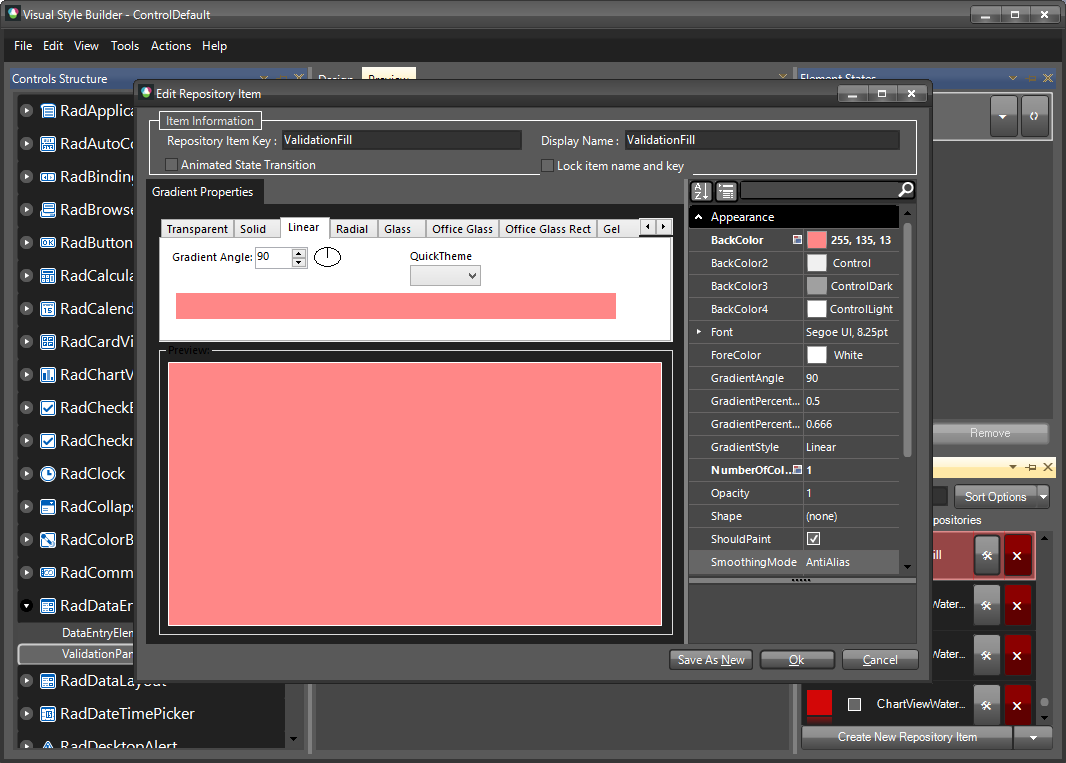 Visual Style Builder - ControlDefault
File Edit View Tools Actions Help
Controls Structure
Design Preview
Element States
RadApplica
RadAutoCo
RadBinding
RadBrowse
RadButton
RadCalcula
RadCalend
RadCardVi
RadChartV
RadCheckB
RadCheckr
RadClock
RadCollaps
RadColorB
RadComm
RadDataEr
DataEntryElen
ValidationPar
RadDataLayout
RadDateTimePicker
RadDesktopAlert
Edit Repository Item
Item Information
Repository Item Key : ValidationFill
Display Name : ValidationFill
Animated State Transition
Lock item name and key
Gradient Properties
Transparent Solid Linear Radial Glass Office Glass Office Glass Rect Gel
Gradient Angle: 90
QuickTheme
Preview:
Appearance
BackColor 255, 135, 13
BackColor2 Control
BackColor3 ControlDark
BackColor4 ControlLight
Font Segoe UI, 8.25pt
ForeColor White
GradientAngle 90
GradientPercent... 0.5
GradientPercent... 0.666
GradientStyle Linear
NumberOfCol... 1
Opacity 1
Shape (none)
ShouldPaint
SmoothingMode AntiAlias
Save As New Ok Cancel
Remove
Sort Options
positories
ill
Water...
Water...
ChartViewWater...
Create New Repository Item